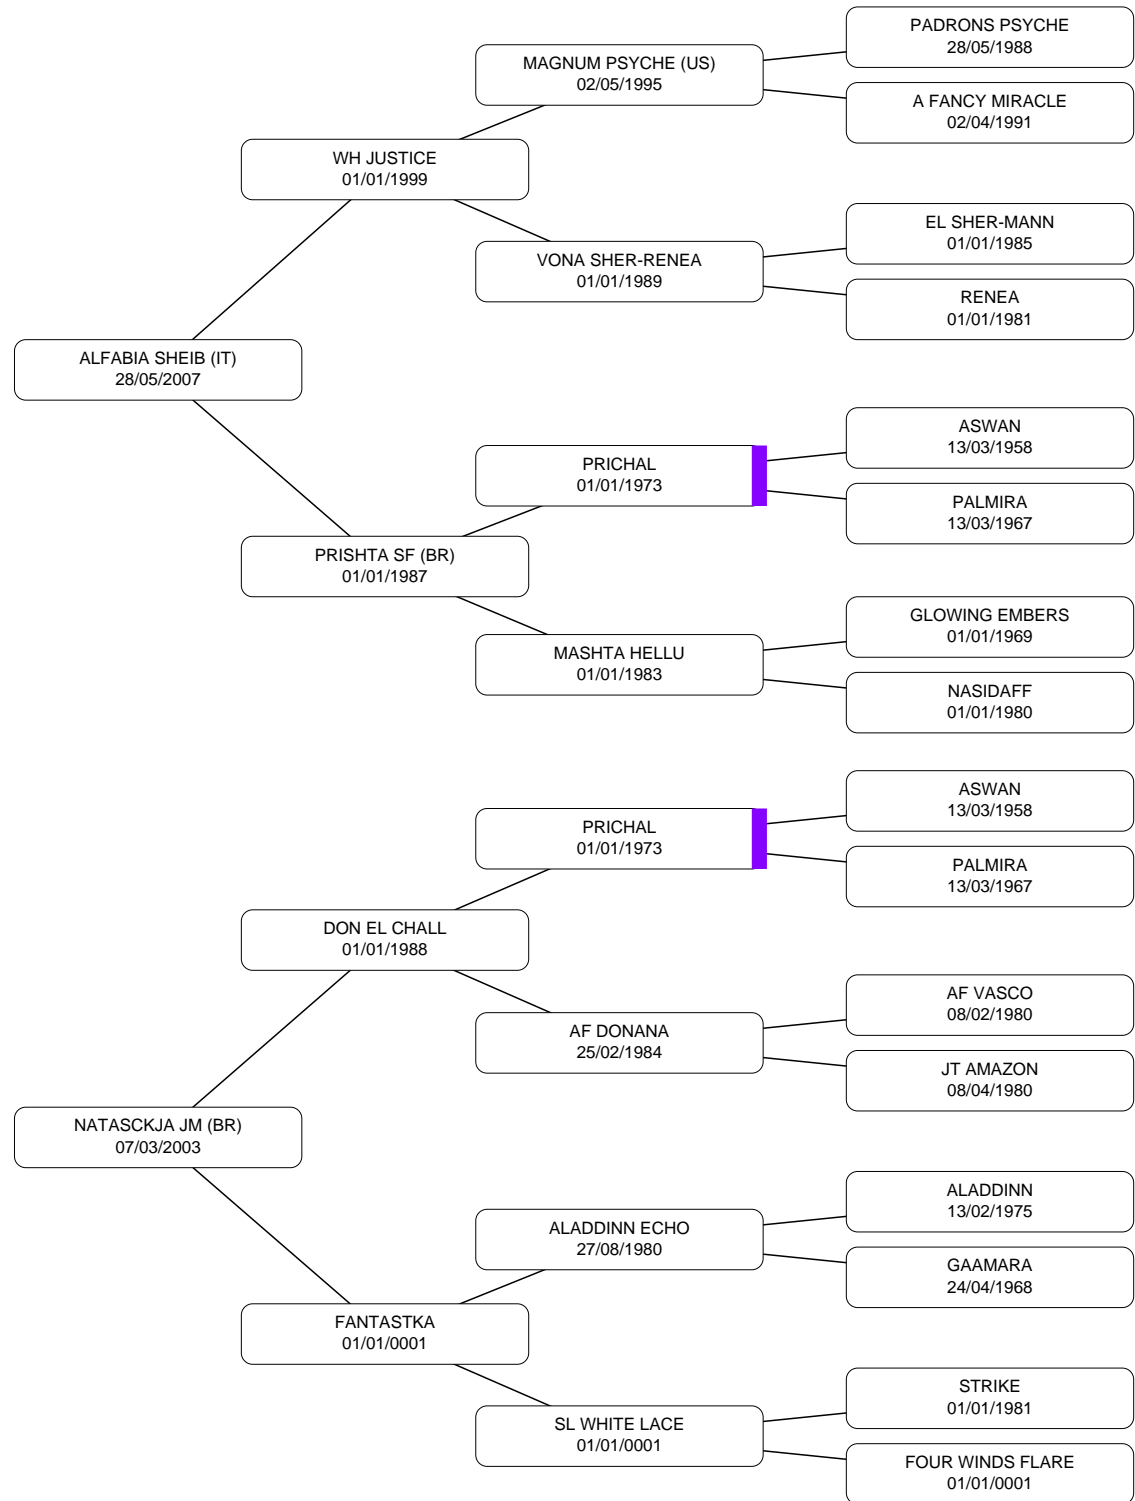 PADRONS PSYCHE
28/05/1988
MAGNUM PSYCHE (US)
02/05/1995
A FANCY MIRACLE
02/04/1991
WH JUSTICE
01/01/1999
EL SHER-MANN
01/01/1985
VONA SHER-RENEA
01/01/1989
RENEA
01/01/1981
ALFABIA SHEIB (IT)
28/05/2007
ASWAN
13/03/1958
PRICHAL
01/01/1973
PALMIRA
13/03/1967
PRISHTA SF (BR)
01/01/1987
GLOWING EMBERS
01/01/1969
MASHTA HELLU
01/01/1983
NASIDAFF
01/01/1980
ASWAN
13/03/1958
PRICHAL
01/01/1973
PALMIRA
13/03/1967
DON EL CHALL
01/01/1988
AF VASCO
08/02/1980
AF DONANA
25/02/1984
JT AMAZON
08/04/1980
NATASCKJA JM (BR)
07/03/2003
ALADDINN
13/02/1975
ALADDINN ECHO
27/08/1980
GAAMARA
24/04/1968
FANTASTKA
01/01/0001
STRIKE
01/01/1981
SL WHITE LACE
01/01/0001
FOUR WINDS FLARE
01/01/0001